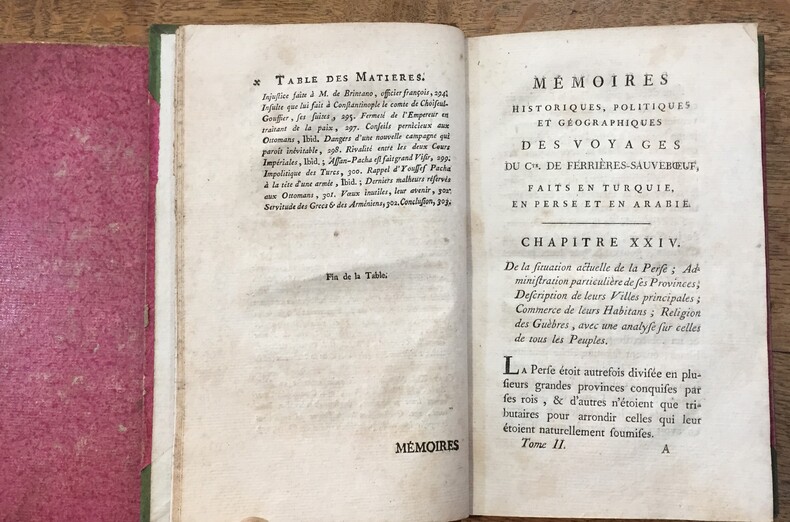 x TABLE DES MATIERES.
Injustice faite à M. de Brintano, officier françois, 294;
Insulte que lui fait à Constantinople le comte de Choiseul-
Gouffier, ses suites, 295. Fermeté de l'Empereur en
traitant de la paix, 297. Conseils pernicieux aux
Ottomans, Ibid. Dangers d'une nouvelle campagne qui
paroît inévitable, 298. Rivalité entre les deux Cours
Impériales, Ibid.; Assan-Pacha est fait grand Visir, 299.
Impolitique des Turcs, 300. Rappel d'Youssef Pacha
à la tête d'une armée, Ibid.; Derniers malheurs réservés
aux Ottomans, 301. Vœux inutiles, leur avenir, 302.
Servitude des Grecs & des Arméniens, 302. Conclusion, 303,
Fin de la Table.
MÉMOIRES
MÉMOIRES
HISTORIQUES, POLITIQUES
ET GÉOGRAPHIQUES
DES VOYAGES
DU CTE. DE FERRIÈRES-SAUVEBŒUF,
FAITS EN TURQUIE,
EN PERSE ET EN ARABIE.
CHAPITRE XXIV.
De la situation actuelle de la Perse; Ad-
ministration particulière de ses Provinces;
Description de leurs Villes principales;
Commerce de leurs Habitans; Religion
des Guèbres, avec une analyse sur celles
de tous les Peuples.
LA Perse étoit autrefois divisée en plu-
sieurs grandes provinces conquises par
ses rois, & d'autres n'étoient que tri-
butaires pour arrondir celles qui leur
étoient naturellement soumises.
Tome II. A